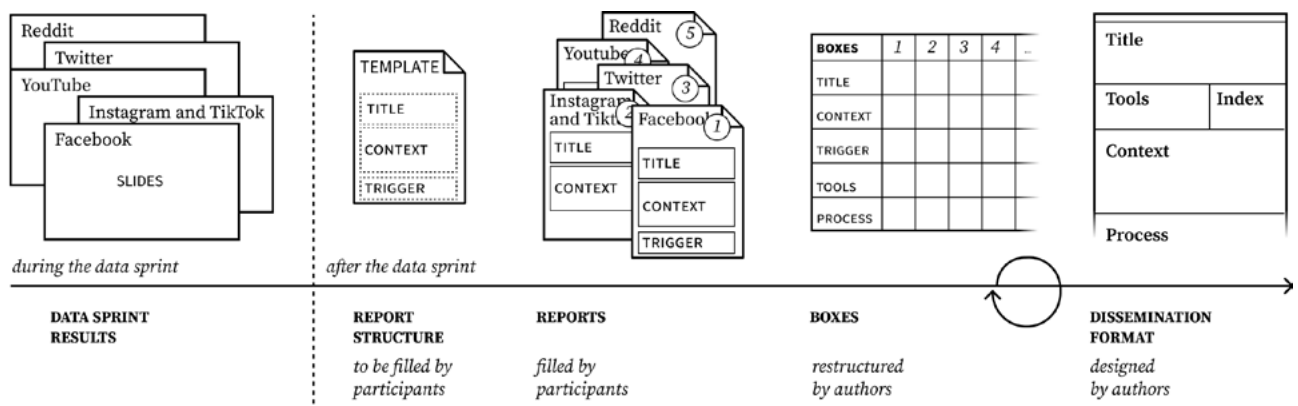 Reddit
Twitter
YouTube
Instagram and TikTok
Facebook
SLIDES
TEMPLATE
TITLE
CONTEXT
TRIGGER
Reddit
5
Youtube
4
Twitter
3
Instagram
and Tikt
2
TITLE
CONTEXT
Facebook
1
TITLE
CONTEXT
TRIGGER
BOXES 1 2 3 4 ...
TITLE
CONTEXT
TRIGGER
TOOLS
PROCESS
Title
Tools Index
Context
Process
during the data sprint
after the data sprint
DATA SPRINT
RESULTS
REPORT
STRUCTURE
to be filled by
participants
REPORTS
filled by
participants
BOXES
restructured
by authors
DISSEMINATION
FORMAT
designed
by authors